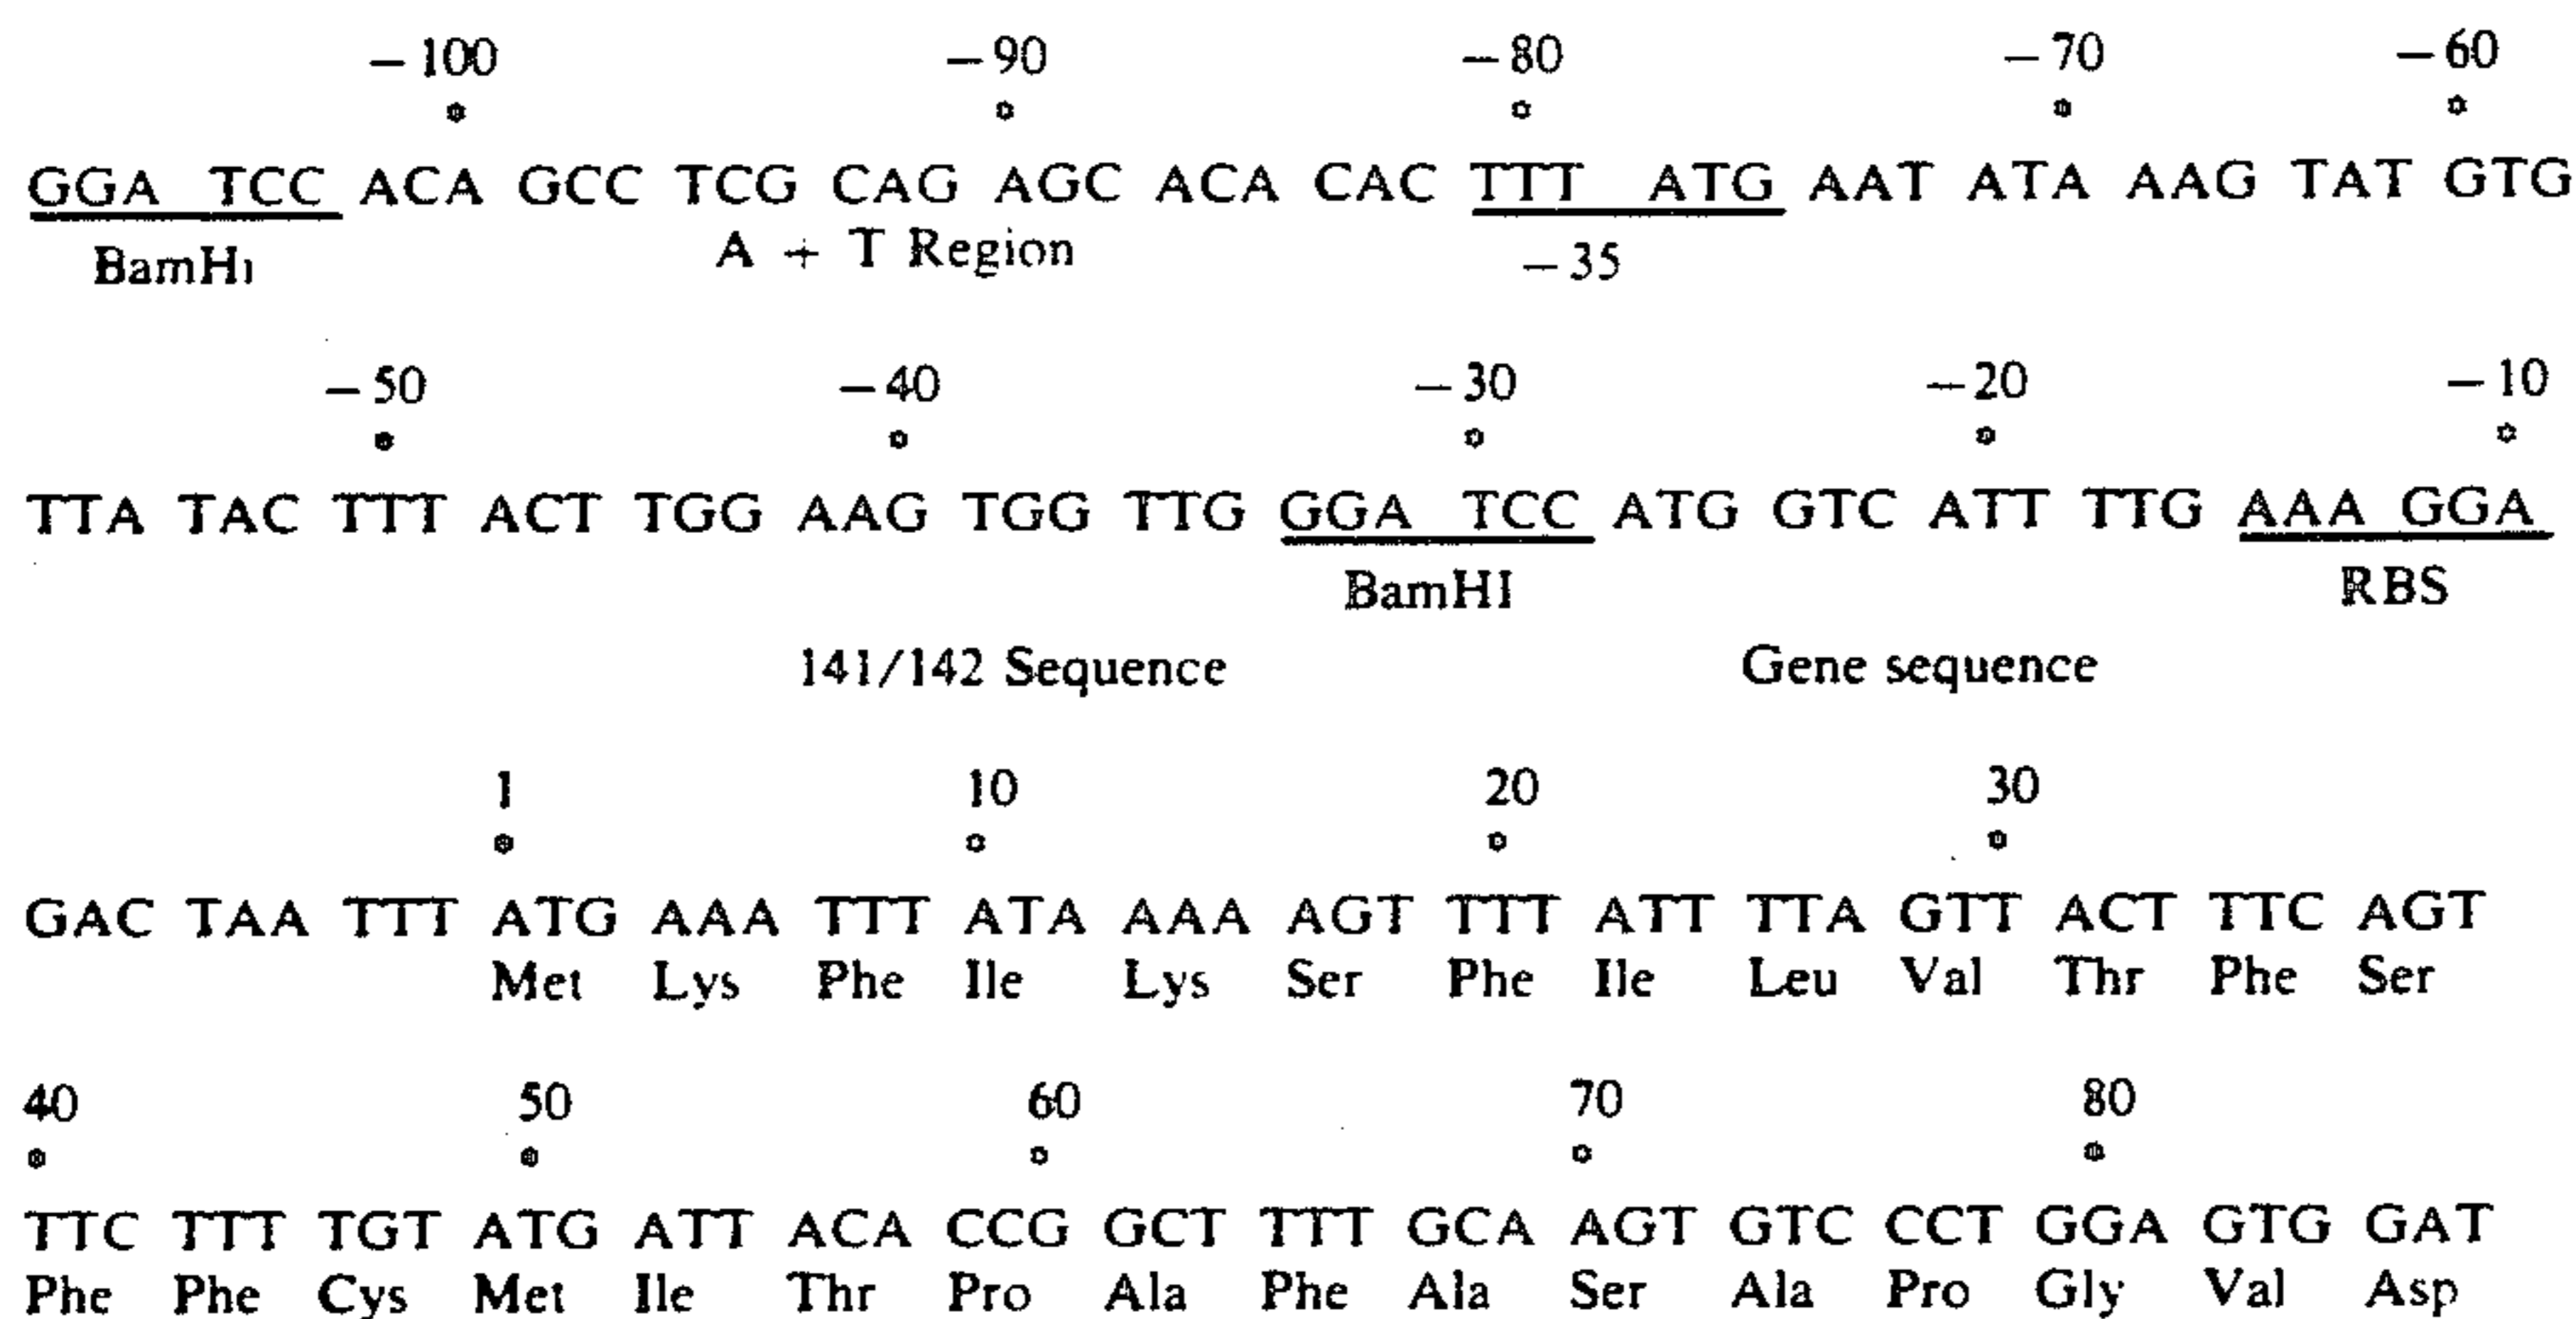 – 100 – 90 – 80 – 70 – 60
GGA TCC ACA GCC TCG CAG AGC ACA CAC TTT ATG AAT ATA AAG TAT GTG
BamHI A + T Region – 35
– 50 – 40 – 30 – 20 – 10
TTA TAC TTT ACT TGG AAG TGG TTG GGA TCC ATG GTC ATT TTG AAA GGA
BamHI RBS
141/142 Sequence Gene sequence
1 10 20 30
GAC TAA TTT ATG AAA TTT ATA AAA AGT TTT ATT TTA GTT ACT TTC AGT
Met Lys Phe Ile Lys Ser Phe Ile Leu Val Thr Phe Ser
40 50 60 70 80
TTC TTT TGT ATG ATT ACA CCG GCT TTT GCA AGT GTC CCT GGA GTG GAT
Phe Phe Cys Met Ile Thr Pro Ala Phe Ala Ser Ala Pro Gly Val Asp